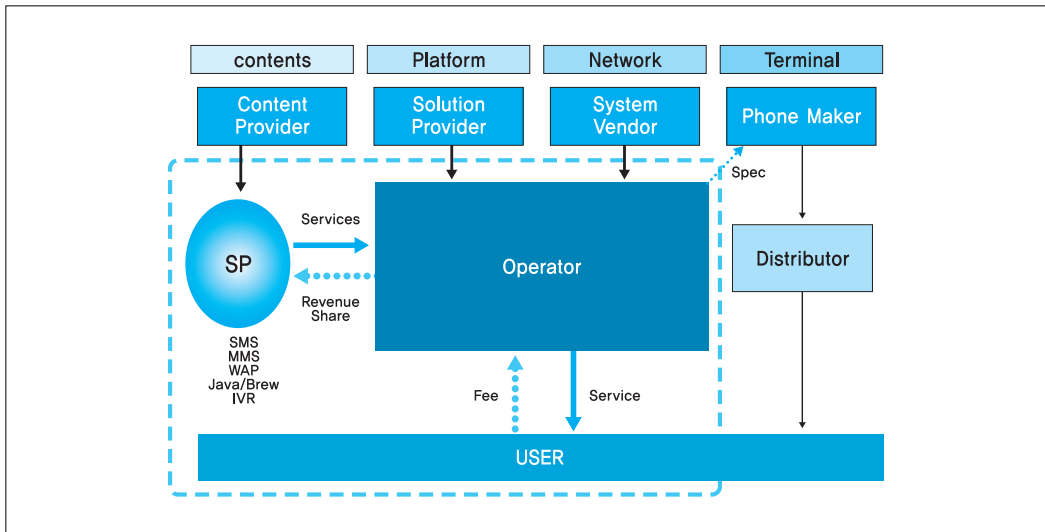 contents
Platform
Network
Terminal
Content
Provider
Solution
Provider
System
Vendor
Phone Maker
Spec
Services
SP
Operator
Distributor
Revenue
Share
SMS
MMS
WAP
Java/Brew
IVR
Fee
Service
USER